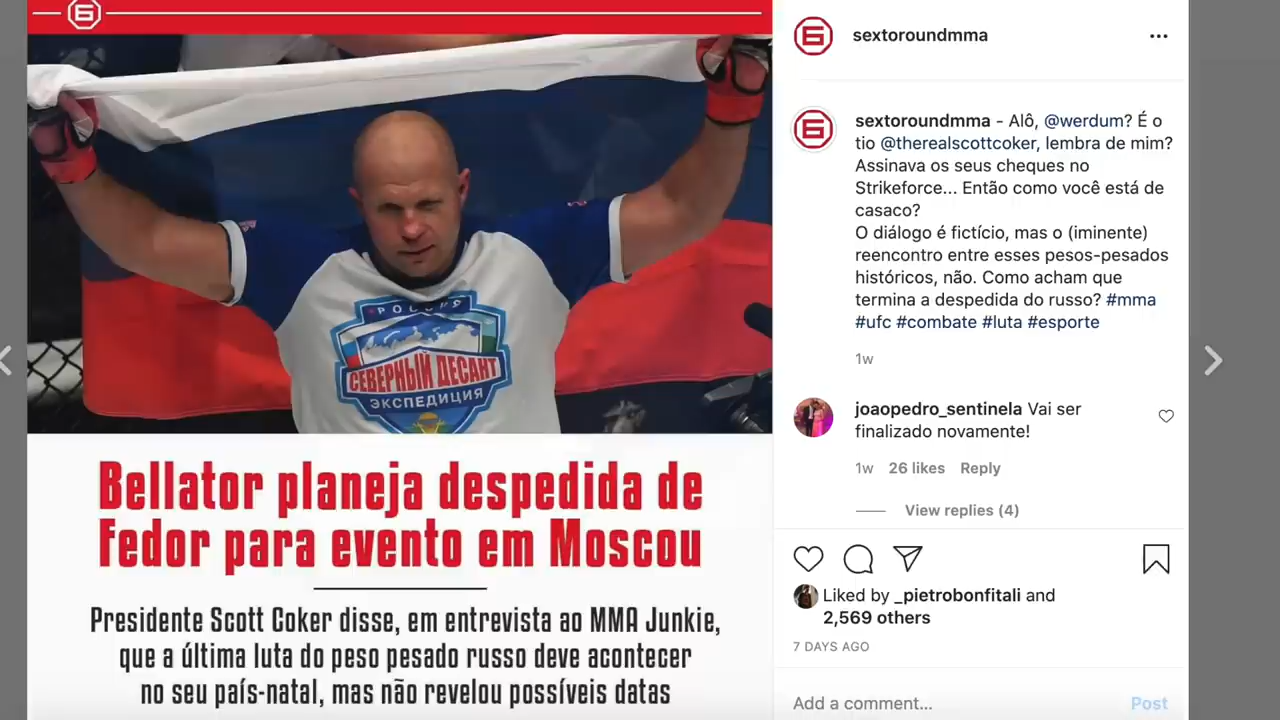 Bellator planeja despedida de
Fedor para evento em Moscou
Presidente Scott Coker disse, em entrevista ao MMA Junkie,
que a última luta do peso pesado russo deve acontecer
no seu país-natal, mas não revelou possíveis datas
РОССИЯ
СЕВЕРНЫЙ ДЕСАНТ
ЭКСПЕДИЦИЯ
sextoroundmma
sextoroundmma - Alô, @werdum? É o
tio @therealscottcoker, lembra de mim?
Assinava os seus cheques no
Strikeforce... Então como você está de
casaco?
O diálogo é fictício, mas o (iminente)
reencontro entre esses pesos-pesados
históricos, não. Como acham que
termina a despedida do russo? #mma
#ufc #combate #luta #esporte
1w
joaopedro_sentinela Vai ser
finalizado novamente!
1w 26 likes Reply
View replies (4)
Liked by _pietrobonfitali and
2,569 others
7 DAYS AGO
Add a comment... Post